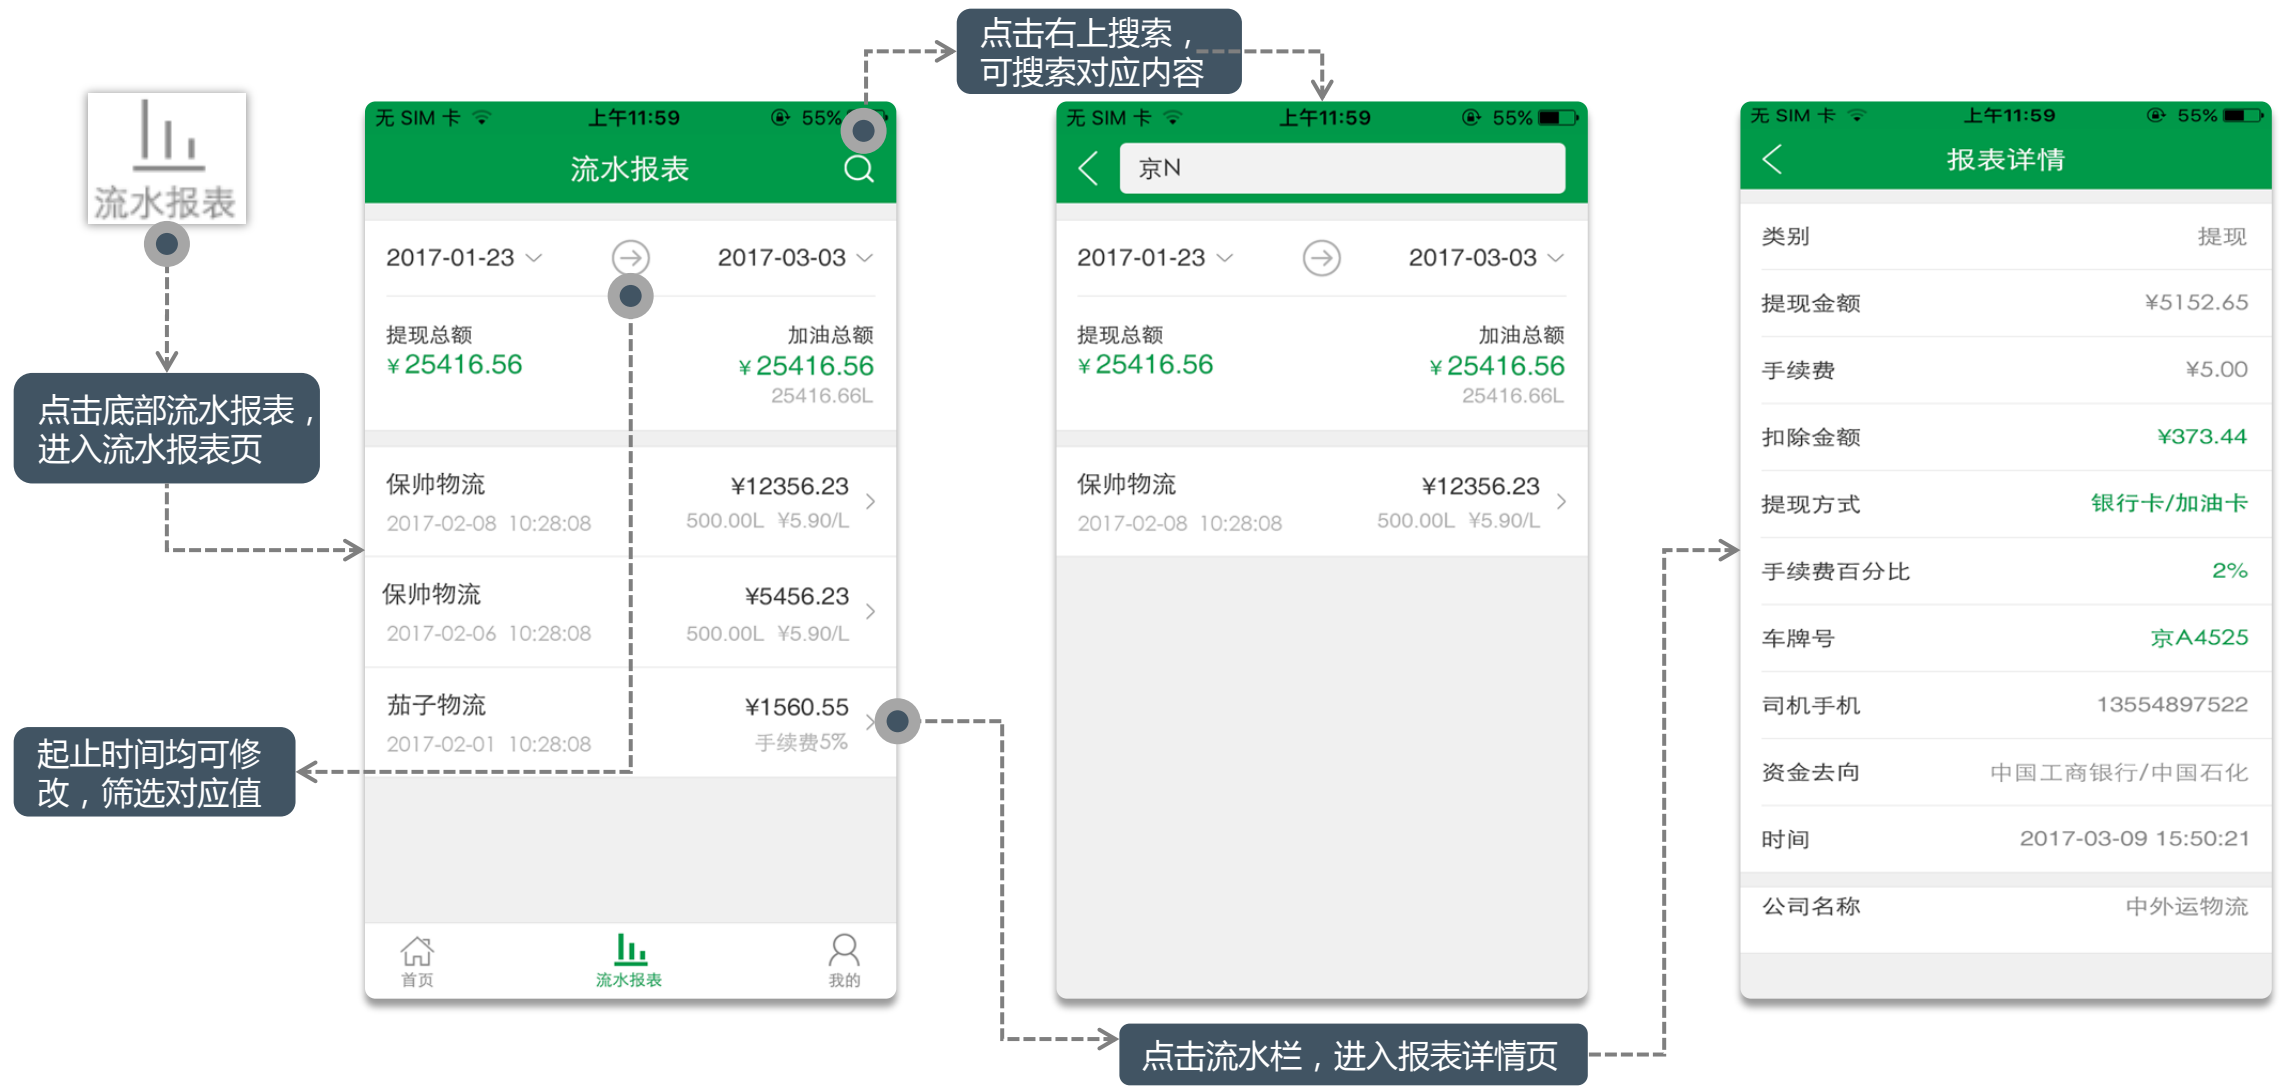 流水报表
点击底部流水报表，
进入流水报表页
起止时间均可修
改，筛选对应值
点击右上搜索，
可搜索对应内容
无 SIM 卡 上午11:59 55%
流水报表
2017-01-23 2017-03-03
提现总额 加油总额
¥ 25416.56 ¥ 25416.56
25416.66L
保帅物流 ¥12356.23
2017-02-08 10:28:08 500.00L ¥5.90/L
保帅物流 ¥5456.23
2017-02-06 10:28:08 500.00L ¥5.90/L
茄子物流 ¥1560.55
2017-02-01 10:28:08 手续费5%
首页 流水报表 我的
无 SIM 卡 上午11:59 55%
京N
2017-01-23 2017-03-03
提现总额 加油总额
¥ 25416.56 ¥ 25416.56
25416.66L
保帅物流 ¥12356.23
2017-02-08 10:28:08 500.00L ¥5.90/L
点击流水栏，进入报表详情页
无 SIM 卡 上午11:59 55%
报表详情
类别 提现
提现金额 ¥5152.65
手续费 ¥5.00
扣除金额 ¥373.44
提现方式 银行卡/加油卡
手续费百分比 2%
车牌号 京A4525
司机手机 13554897522
资金去向 中国工商银行/中国石化
时间 2017-03-09 15:50:21
公司名称 中外运物流